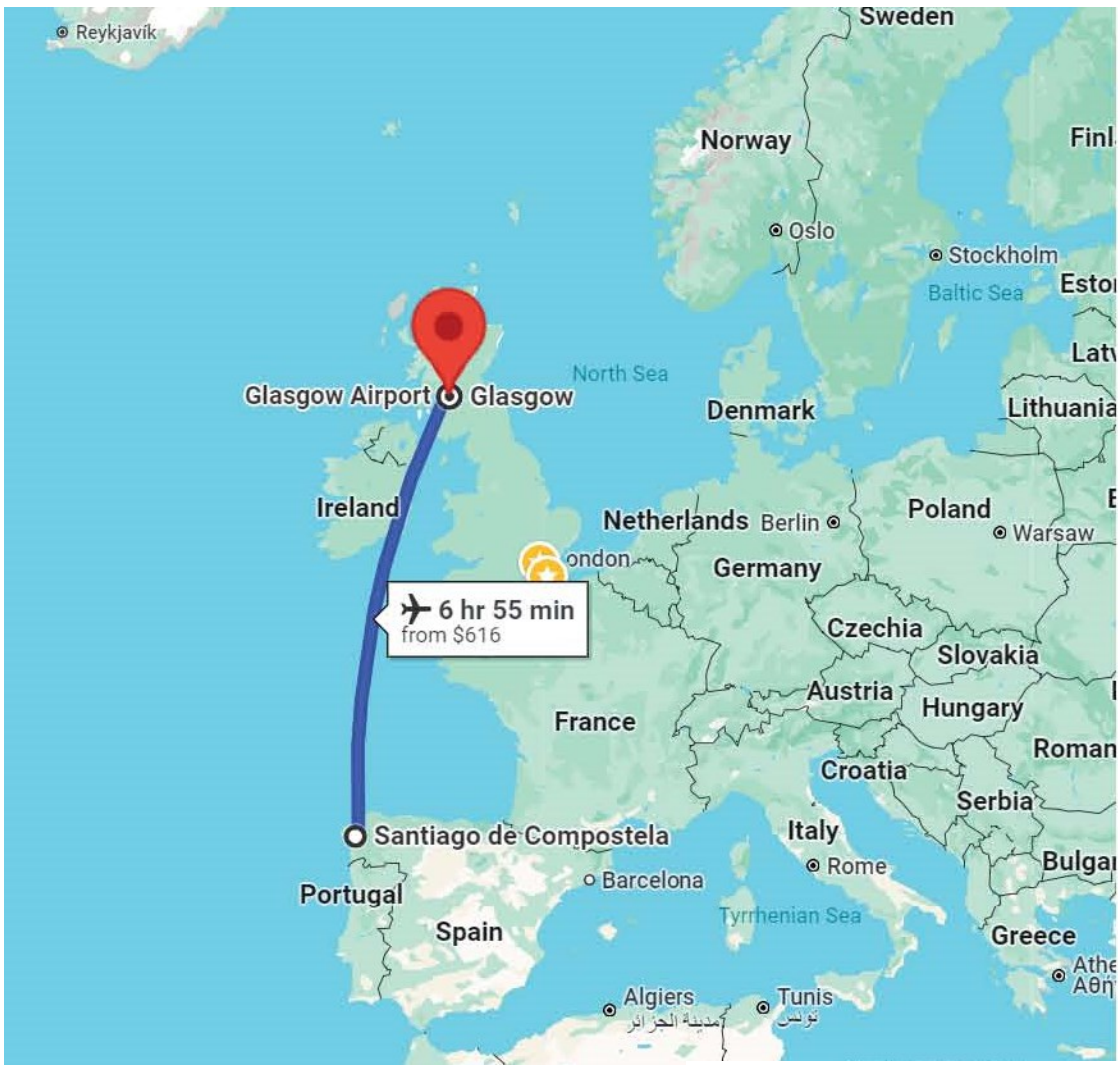 Sweden
Reykjavík
Norway
Finl
Oslo
Stockholm
Baltic Sea
Esto
Latv
North Sea
Glasgow Airport
Glasgow
Denmark
Lithuania
Ireland
Netherlands
Berlin
Poland
Warsaw
ondon
Germany
6 hr 55 min
from $616
Czechia
Slovakia
Austria
Hungary
France
Roman
Croatia
Serbia
Santiago de Compostela
Italy
Rome
Bulgar
Barcelona
Portugal
Tyrrhenian Sea
Spain
Greece
Athe
Αθή
Algiers
مدينة الجزائر
Tunis
تونس